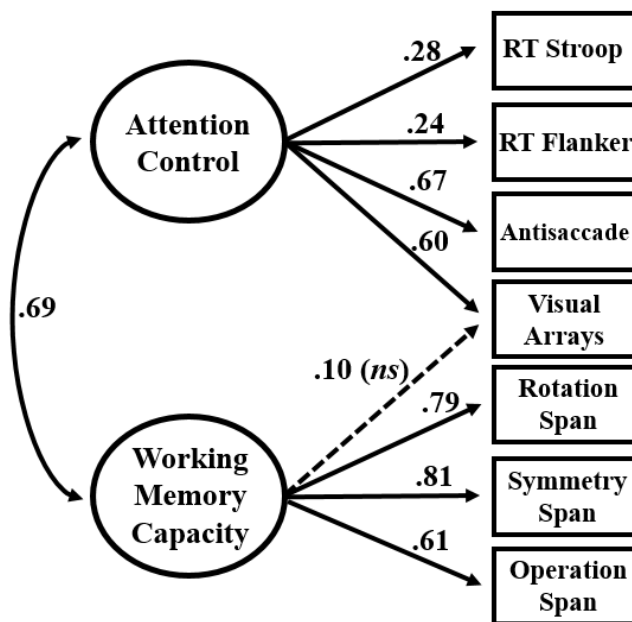 .28
RT Stroop
Attention
Control
.24
RT Flanker
.67
Antisaccade
.60
Visual
Arrays
.69
.10 (ns)
.79
Rotation
Span
Working
Memory
Capacity
.81
Symmetry
Span
.61
Operation
Span